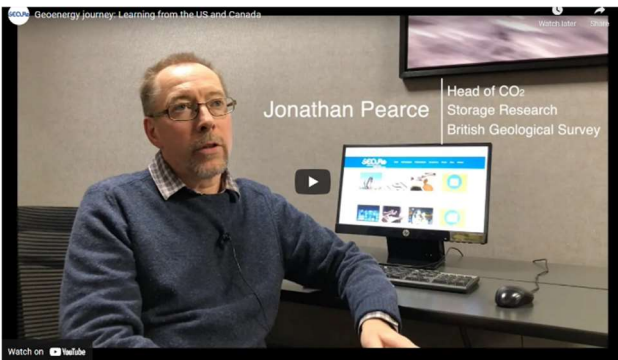 Geoenergy journey: Learning from the US and Canada
Watch later
Share
Jonathan Pearce
Head of CO2
Storage Research
British Geological Survey
hp
Watch on YouTube